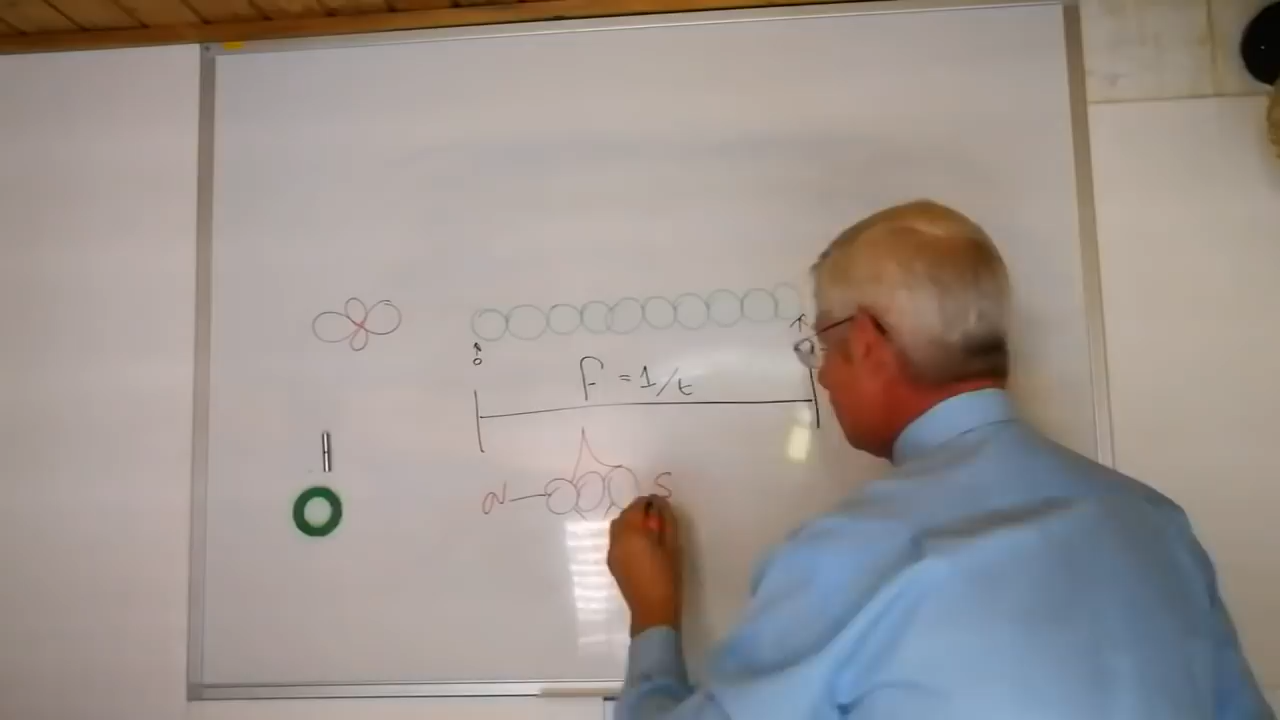 F = 1/t
S